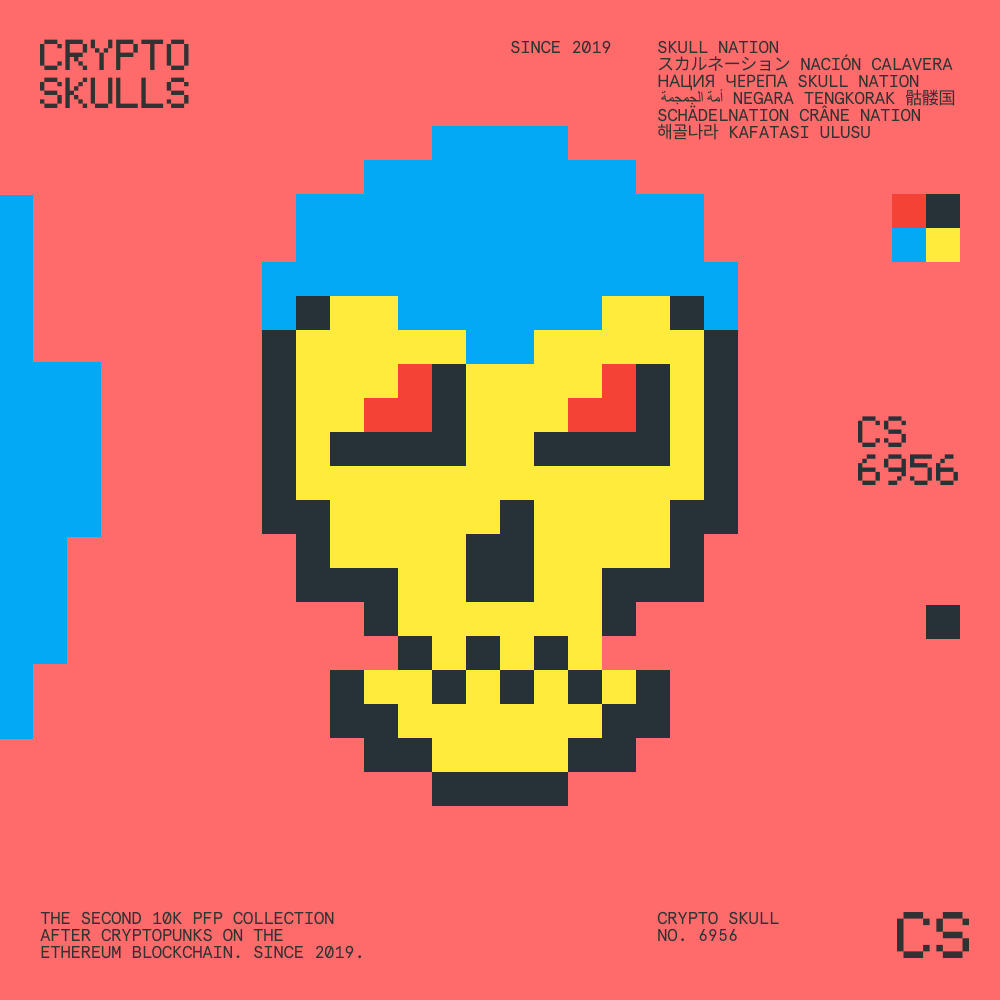 CRYPTO
SKULLS
SINCE 2019
SKULL NATION
スカルネーション NACIÓN CALAVERA
НАЦИЯ ЧЕРЕПА SKULL NATION
أمة الجمجمة NEGARA TENGKORAK 骷髅国
SCHÄDELNATION CRÂNE NATION
해골나라 KAFATASI ULUSU
CS
6956
THE SECOND 10K PFP COLLECTION
AFTER CRYPTOPUNKS ON THE
ETHEREUM BLOCKCHAIN. SINCE 2019.
CRYPTO SKULL
NO. 6956
CS